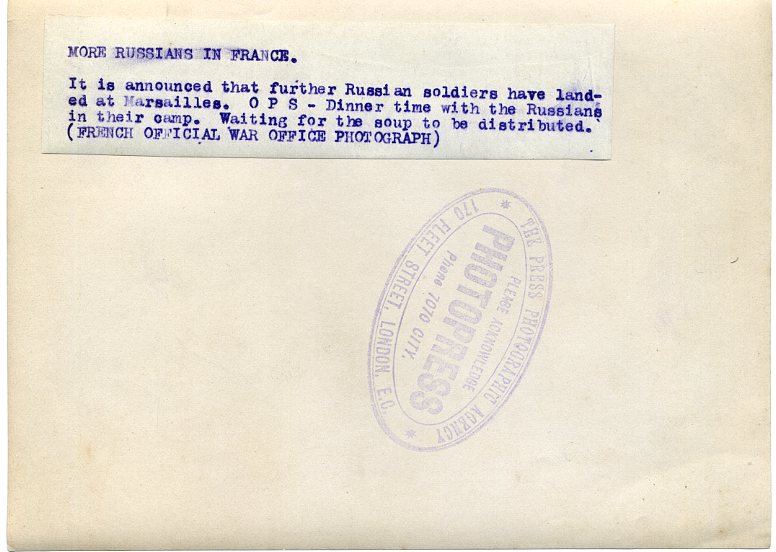 MORE RUSSIANS IN FRANCE.
It is announced that further Russian soldiers have land-
ed at Marsailles. O P S - Dinner time with the Russians
in their camp. Waiting for the soup to be distributed.
(FRENCH OFFICIAL WAR OFFICE PHOTOGRAPH)
* THE PRESS PHOTOGRAPHIC AGENCY *
PLEASE ACKNOWLEDGE
PHOTOPRESS
Phone 7070 CITY.
170 FLEET STREET, LONDON, E.C.